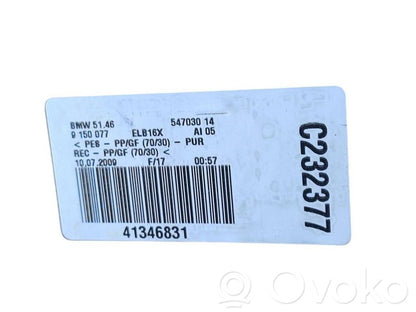 BMW 51.46 547030 14
9 150 077 ELB16X AI 05
< PEB - PP/GF (70/30) - PUR
REC - PP/GF (70/30) <
10.07.2009 F/17 00:57
41346831
C232377
OVOKO